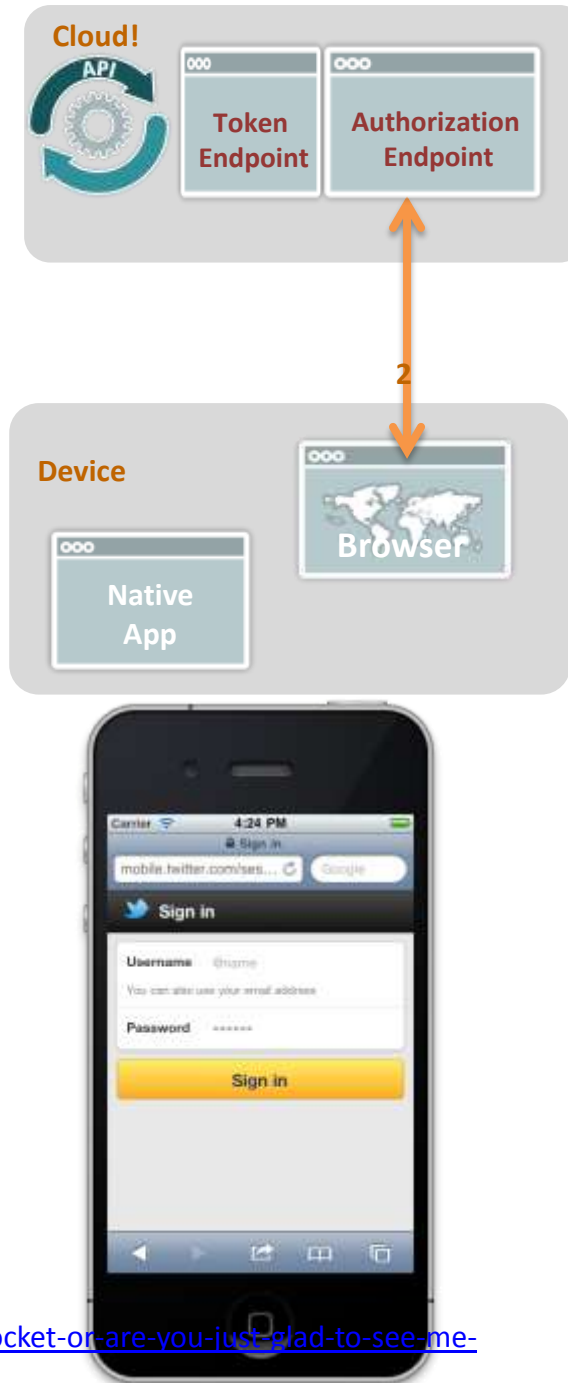 Cloud!
API
Token
Endpoint
Authorization
Endpoint
2
Device
Browser
Native
App
Carrier 4:24 PM
Sign in
mobile.twitter.com/ses... Google
Sign in
Username @name
You can also use your email address
Password ••••••
Sign in
ocket-or-are-you-just-glad-to-see-me-